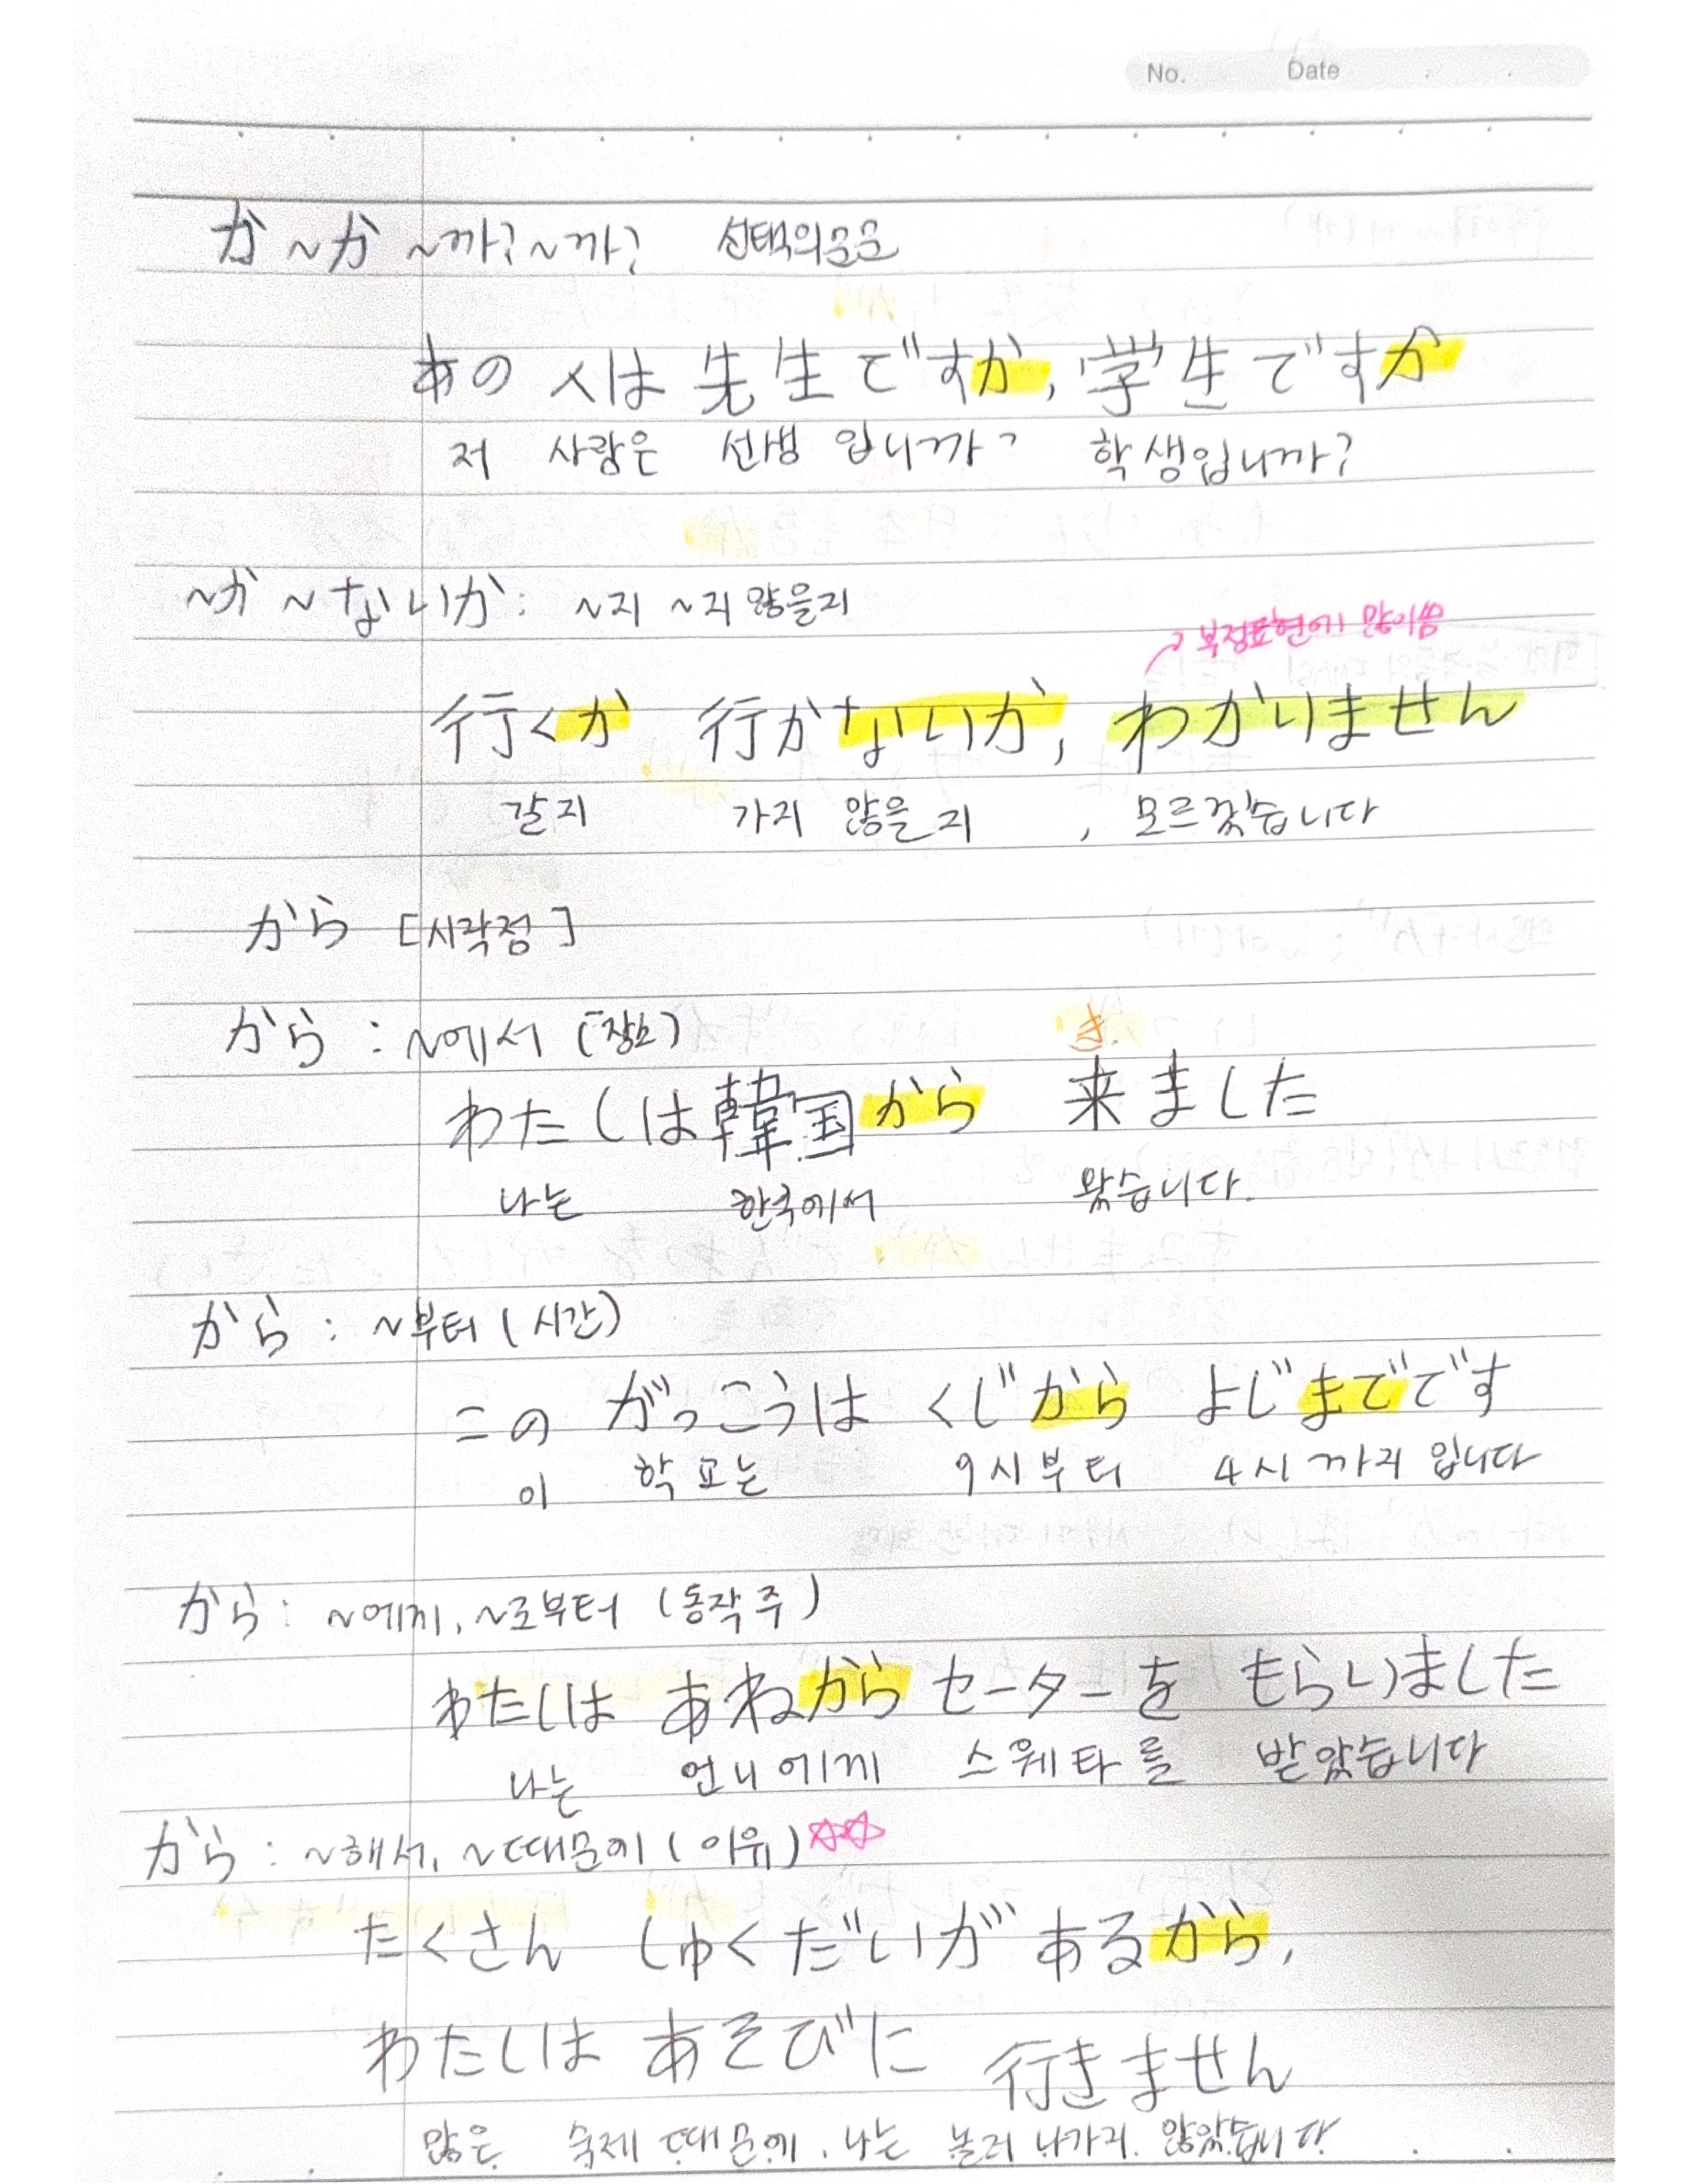 No. Date
か ~か ~까? ~까? 선택의문문
あの 人は 先生ですか, 学生ですか
저 사람은 선생 입니까? 학생입니까?
~か ~ないか : ~지 ~지 않을지
↗ 부정표현에 많이씀
行くか 行かないか, わかりません
갈지 가지 않을지 , 모르겠습니다
から [시작점]
から : ~에서 (장소)
き
わたしは韓国から 来ました
나는 한국에서 왔습니다.
から : ~부터 (시간)
この がっこうは くじから よじまでです
이 학교는 9시부터 4시까지 입니다
から : ~에게, ~로부터 (동작주)
わたしは あねから セーターを もらいました
나는 언니에게 스웨타를 받았습니다
から : ~해서, ~때문에 (이유) ☆☆
たくさん しゅくだいが あるから,
わたしは あそびに 行きません
많은 숙제 때문에, 나는 놀러 나가지 않았습니다